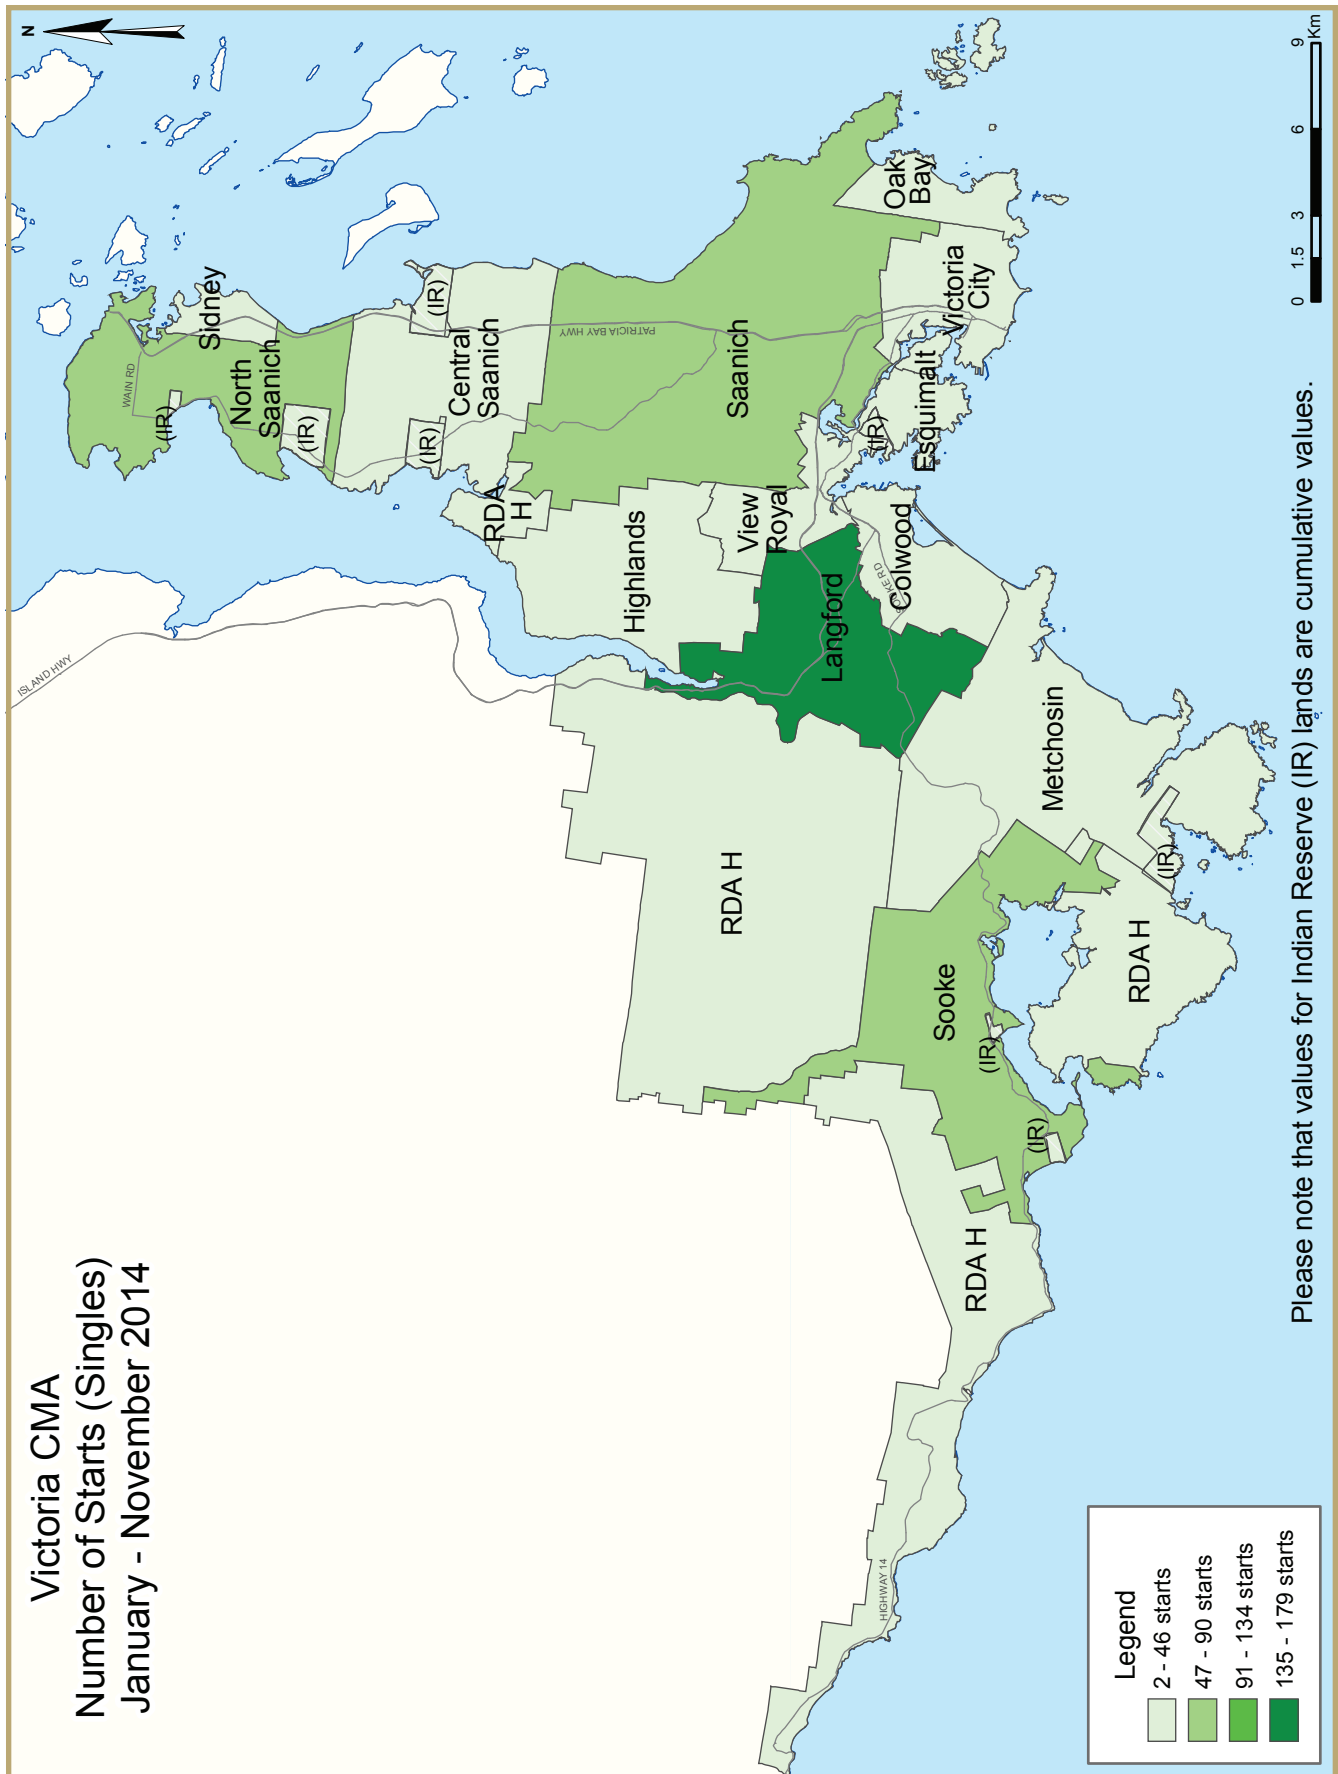 Victoria CMA
Number of Starts (Singles)
January - November 2014
N
ISLAND HWY
WAIN RD
(IR)
North
Saanich
Sidney
(IR)
(IR)
Central
Saanich
(IR)
PATRICIA BAY HWY
RDA
H
Saanich
Highlands
View
Royal
Oak
Bay
Victoria
City
(IR)
Esquimalt
Langford
SOOKE RD
Colwood
RDA H
Metchosin
(IR)
Sooke
(IR)
RDA H
(IR)
RDA H
HIGHWAY 14
Legend
2 - 46 starts
47 - 90 starts
91 - 134 starts
135 - 179 starts
Please note that values for Indian Reserve (IR) lands are cumulative values.
0 1.5 3 6 9
Km